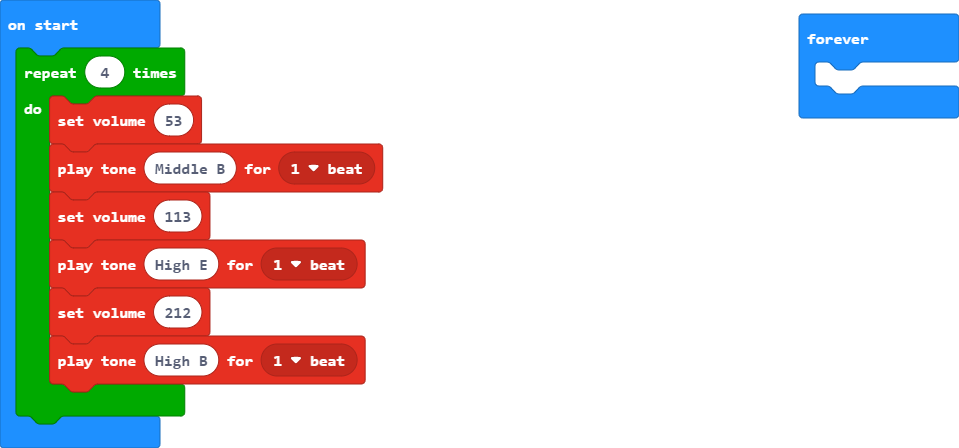 on start
forever
repeat 4 times
do
set volume 53
play tone Middle B for 1 beat
set volume 113
play tone High E for 1 beat
set volume 212
play tone High B for 1 beat